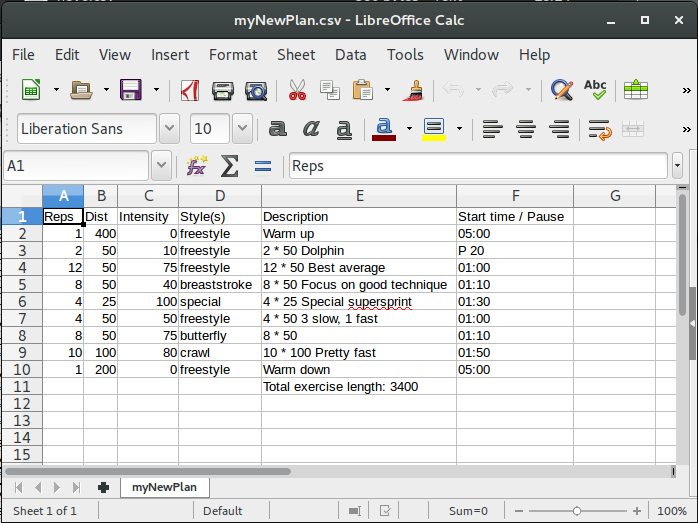 myNewPlan.csv - LibreOffice Calc
File Edit View Insert Format Sheet Data Tools Window Help
Abc
Liberation Sans 10
A1 Reps
A B C D E F G
1 Reps Dist Intensity Style(s) Description Start time / Pause
2 1 400 0 freestyle Warm up 05:00
3 2 50 10 freestyle 2 * 50 Dolphin P 20
4 12 50 75 freestyle 12 * 50 Best average 01:00
5 8 50 40 breaststroke 8 * 50 Focus on good technique 01:10
6 4 25 100 special 4 * 25 Special supersprint 01:30
7 4 50 50 freestyle 4 * 50 3 slow, 1 fast 01:00
8 8 50 75 butterfly 8 * 50 01:10
9 10 100 80 crawl 10 * 100 Pretty fast 01:50
10 1 200 0 freestyle Warm down 05:00
11 Total exercise length: 3400
12
13
14
15
myNewPlan
Sheet 1 of 1 Default Sum=0 100%